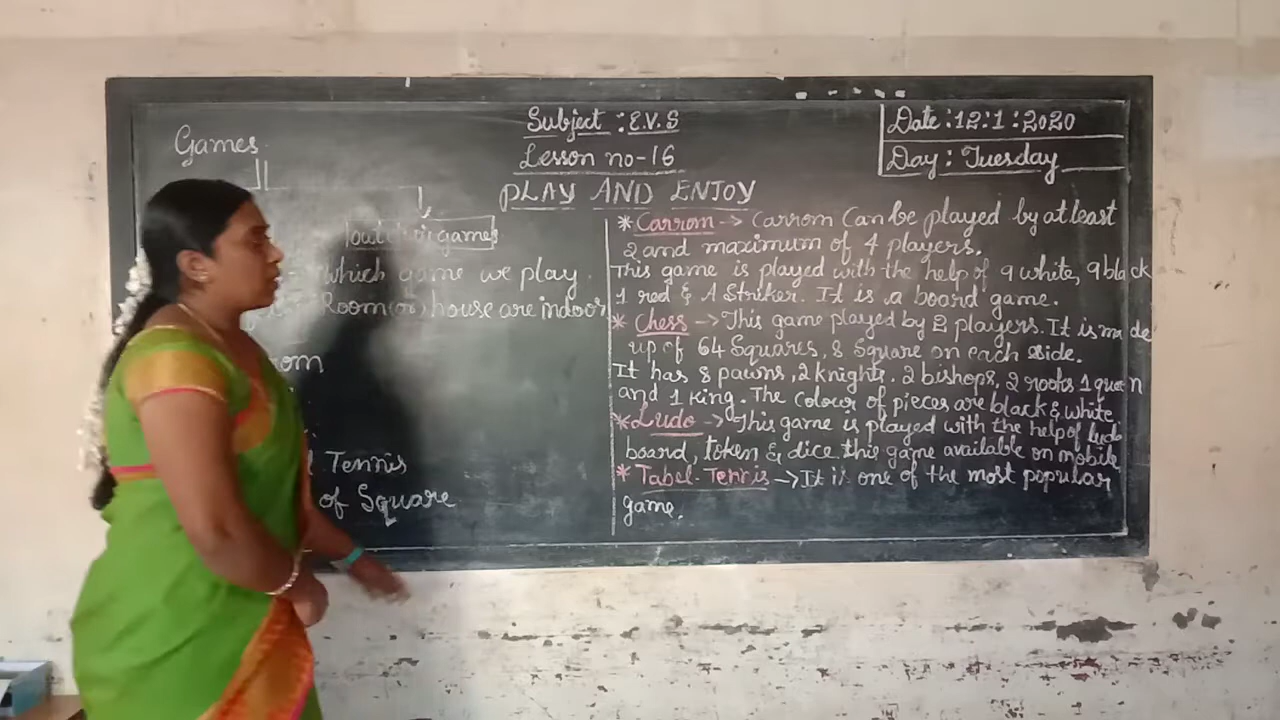 Subject : E.V.S
Lesson no-16
PLAY AND ENJOY
Date : 12 : 1 : 2020
Day : Tuesday
Games
[outdoor games]
which game we play
Room (or) house are indoor
Tennis
of Square
* Carrom -> Carrom Can be played by at least
2 and maximum of 4 players.
This game is played with the help of 9 white, 9 black
1 red & A Striker. It is a board game.
* Chess -> This game played by 2 players. It is made
up of 64 Squares, 8 Square on each side.
It has 8 pawns, 2 knights. 2 bishops, 2 rooks 1 queen
and 1 King. The Colour of pieces are black & white
* Ludo -> This game is played with the help of ludo
board, token & dice this game available on mobile
* Tabel-Tennis -> It is one of the most popular
game.